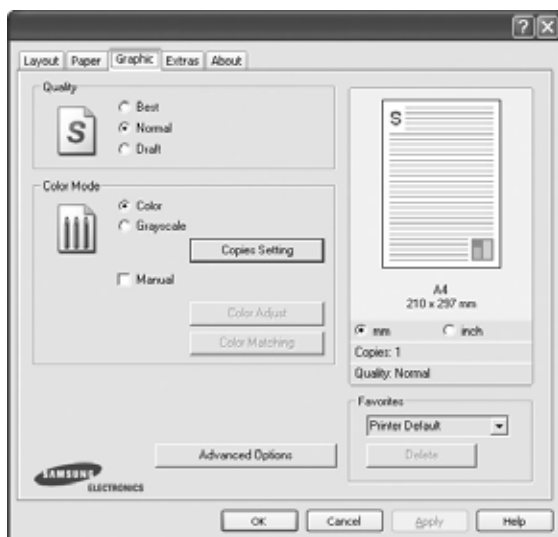 Layout Paper Graphic Extras About
Quality
Best
Normal
Draft
S
Color Mode
Color
Grayscale
Copies Setting
Manual
Color Adjust
Color Matching
S
A4
210 x 297 mm
mm inch
Copies: 1
Quality: Normal
Favorites
Printer Default
Delete
Advanced Options
SAMSUNG
ELECTRONICS
OK Cancel Apply Help